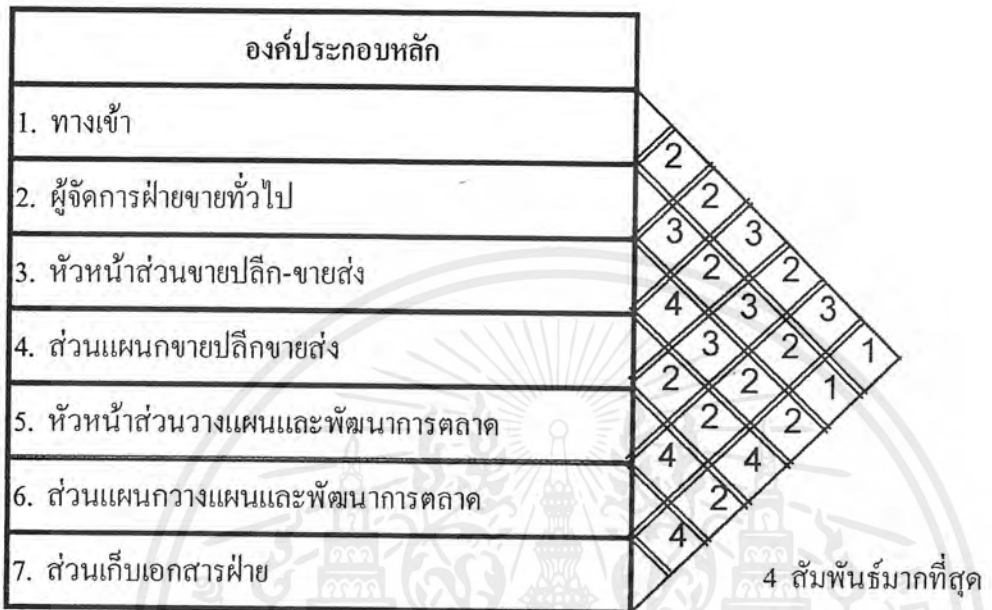 องค์ประกอบหลัก
1. ทางเข้า
2
2. ผู้จัดการฝ่ายขายทั่วไป
2
3 3
3. หัวหน้าส่วนขายปลีก-ขายส่ง
2 2
4 3 3
4. ส่วนแผนกขายปลีกขายส่ง
3 2 1
2 2 1
5. หัวหน้าส่วนวางแผนและพัฒนาการตลาด
2 2
4 4
6. ส่วนแผนกวางแผนและพัฒนาการตลาด
2
4
7. ส่วนเก็บเอกสารฝ่าย
4 สัมพันธ์มากที่สุด